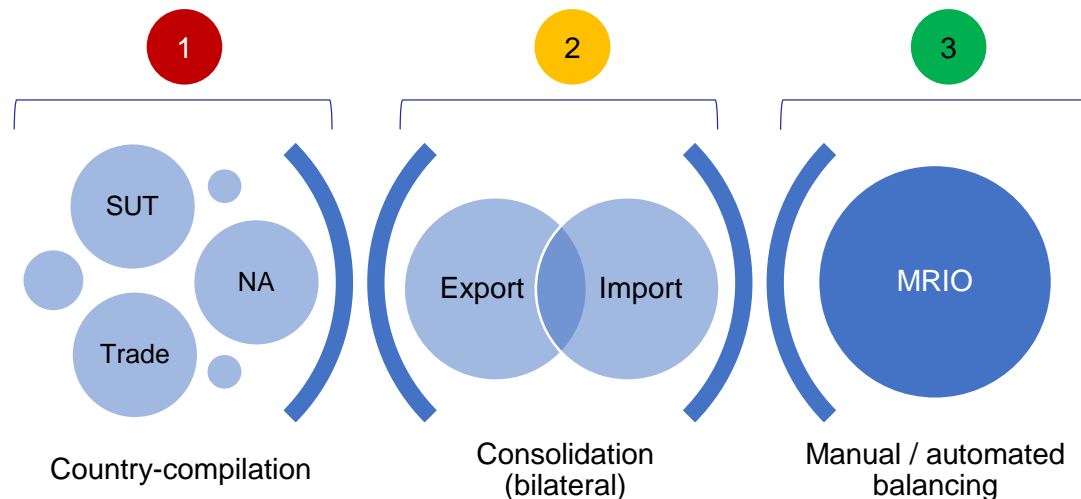 1
2
3
SUT
NA
Trade
Export
Import
MRIO
Country-compilation
Consolidation
(bilateral)
Manual / automated
balancing